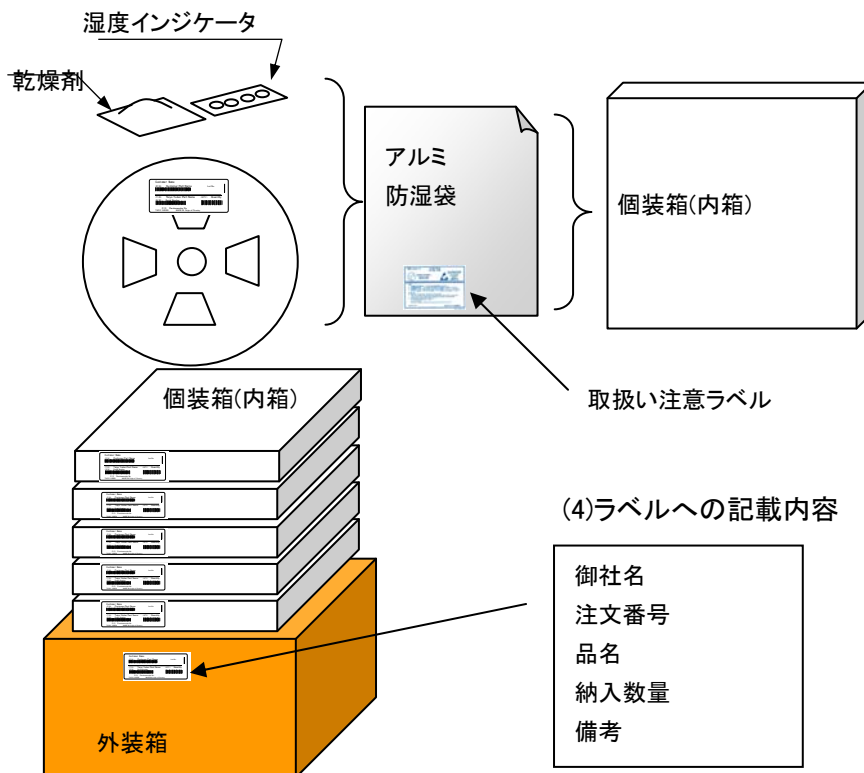 湿度インジケータ
乾燥剤
アルミ
防湿袋
個装箱(内箱)
取扱い注意ラベル
個装箱(内箱)
(4)ラベルへの記載内容
御社名
注文番号
品名
納入数量
備考
外装箱